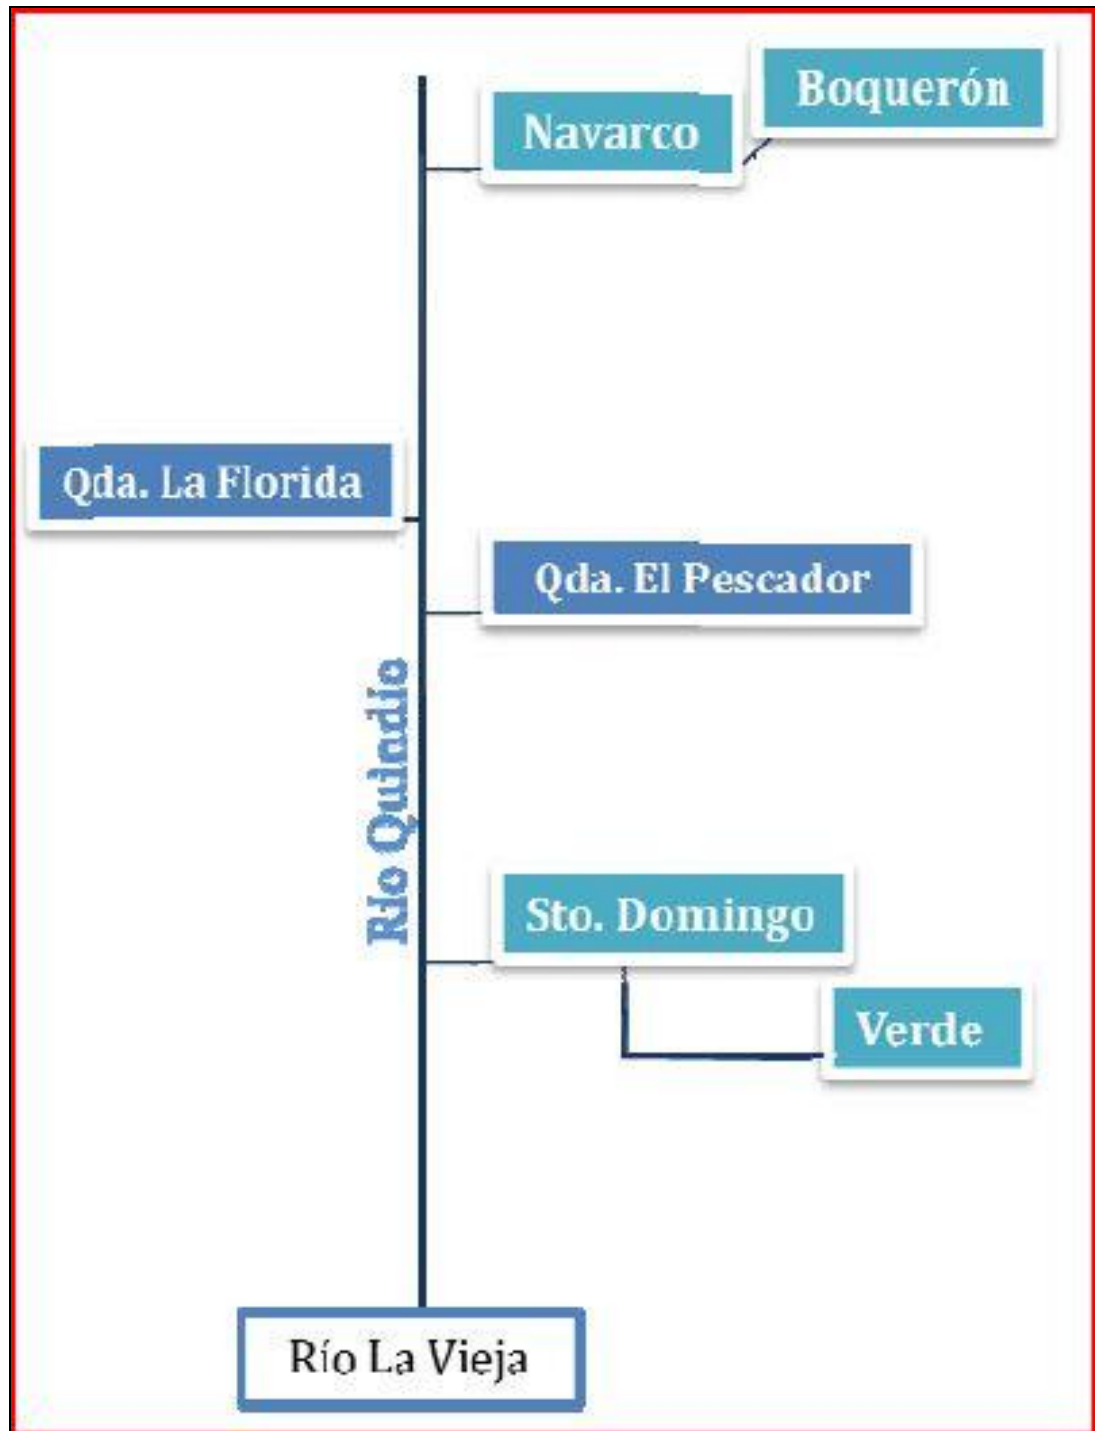 Boquerón
Navarco
Qda. La Florida
Qda. El Pescador
Río Quindío
Sto. Domingo
Verde
Río La Vieja